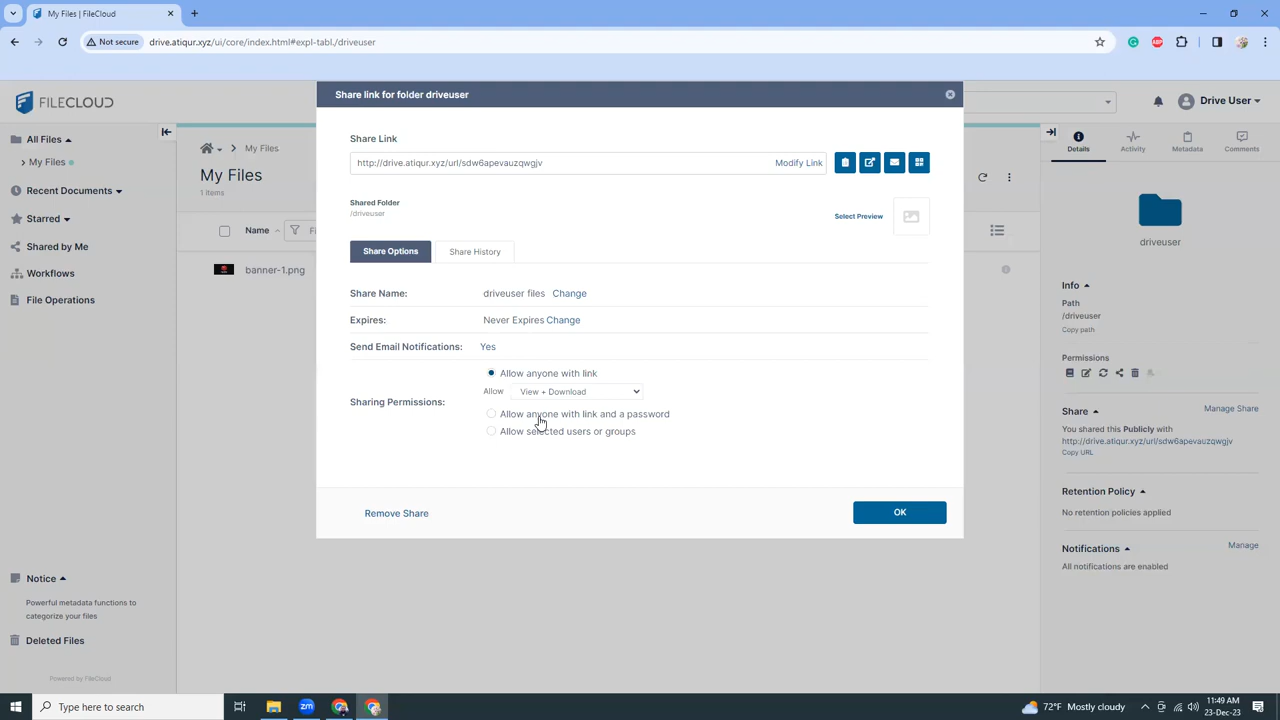 My Files
Not secure
drive.atiqur.xyz/ui/core/index.html#expl-tabl./driveuser
FILECLOUD
Drive User
All Files
My Files
Recent Documents
Starred
Shared by Me
Workflows
File Operations
Notice
Powerful metadata functions to
categorize your files
Deleted Files
Powered by FileCloud
My Files
My Files
1 items
Name
banner-1.png
Share link for folder driveuser
Share Link
http://drive.atiqur.xyz/url/sdw6apevauzqwgjv
Modify Link
Shared Folder
/driveuser
Select Preview
Share Options
Share History
Share Name: driveuser files Change
Expires: Never Expires Change
Send Email Notifications: Yes
Sharing Permissions:
Allow anyone with link
Allow View + Download
Allow anyone with link and a password
Allow selected users or groups
Remove Share
OK
Details
Activity
Metadata
Comments
driveuser
Info
Path
/driveuser
Copy path
Permissions
Share
Manage Share
You shared this Publicly with
http://drive.atiqur.xyz/url/sdw6apevauzqwgjv
Copy URL
Retention Policy
No retention policies applied
Notifications
Manage
All notifications are enabled
Type here to search
72°F Mostly cloudy
11:49 AM
23-Dec-23